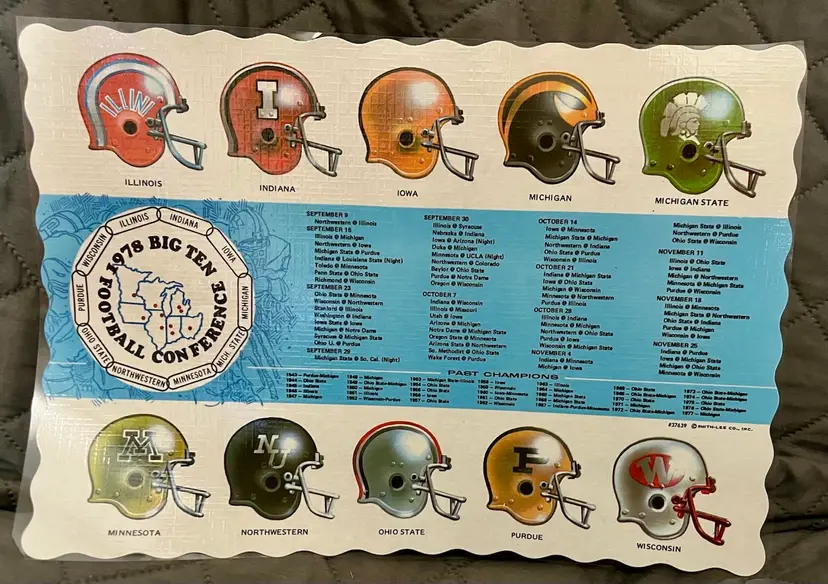 ILLINI
I
ILLINOIS
INDIANA
IOWA
MICHIGAN
MICHIGAN STATE
1978 BIG TEN
FOOTBALL CONFERENCE
ILLINOIS
INDIANA
IOWA
MICHIGAN
MICH. STATE
MINNESOTA
NORTHWESTERN
OHIO STATE
PURDUE
WISCONSIN
SEPTEMBER 9
Northwestern @ Illinois
SEPTEMBER 16
Illinois @ Michigan
Northwestern @ Iowa
Michigan State @ Purdue
Indiana @ Louisiana State (Night)
Toledo @ Minnesota
Penn State @ Ohio State
Richmond @ Wisconsin
SEPTEMBER 23
Ohio State @ Minnesota
Wisconsin @ Northwestern
Stanford @ Illinois
Washington @ Indiana
Iowa State @ Iowa
Michigan @ Notre Dame
Syracuse @ Michigan State
Ohio U. @ Purdue
SEPTEMBER 29
Michigan State @ So. Cal. (Night)
SEPTEMBER 30
Illinois @ Syracuse
Nebraska @ Indiana
Iowa @ Arizona (Night)
Duke @ Michigan
Minnesota @ UCLA (Night)
Northwestern @ Colorado
Baylor @ Ohio State
Purdue @ Notre Dame
Oregon @ Wisconsin
OCTOBER 7
Indiana @ Wisconsin
Illinois @ Missouri
Utah @ Iowa
Arizona @ Michigan
Notre Dame @ Michigan State
Oregon State @ Minnesota
Arizona State @ Northwestern
So. Methodist @ Ohio State
Wake Forest @ Purdue
OCTOBER 14
Iowa @ Minnesota
Michigan State @ Michigan
Northwestern @ Indiana
Ohio State @ Purdue
Wisconsin @ Illinois
OCTOBER 21
Indiana @ Michigan State
Iowa @ Ohio State
Michigan @ Wisconsin
Minnesota @ Northwestern
Purdue @ Illinois
OCTOBER 28
Illinois @ Indiana
Minnesota @ Michigan
Northwestern @ Ohio State
Purdue @ Iowa
Wisconsin @ Michigan State
NOVEMBER 4
Indiana @ Minnesota
Iowa @ Michigan
Michigan State @ Illinois
Northwestern @ Purdue
Ohio State @ Wisconsin
NOVEMBER 11
Illinois @ Ohio State
Iowa @ Indiana
Michigan @ Northwestern
Minnesota @ Michigan State
Purdue @ Wisconsin
NOVEMBER 18
Illinois @ Minnesota
Michigan State @ Northwestern
Ohio State @ Indiana
Purdue @ Michigan
Wisconsin @ Iowa
NOVEMBER 25
Indiana @ Purdue
Iowa @ Michigan State
Michigan @ Ohio State
Minnesota @ Wisconsin
PAST CHAMPIONS
#37639 © SMITH-LEE CO., INC.
M
NU
P
W
MINNESOTA
NORTHWESTERN
OHIO STATE
PURDUE
WISCONSIN